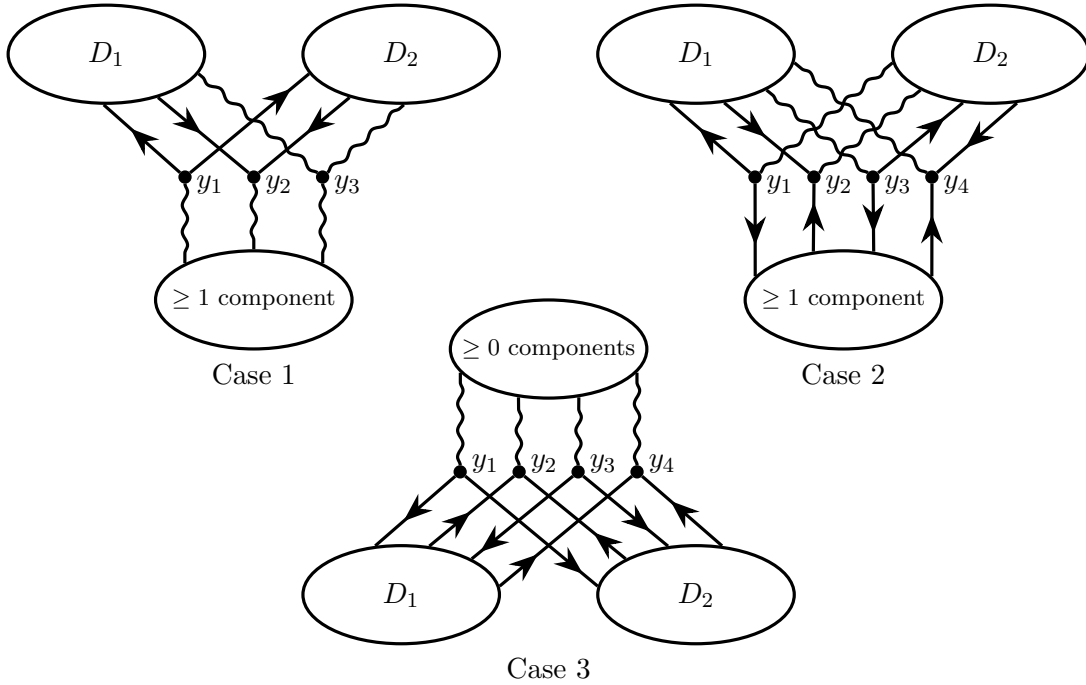 D₁ D₂
y₁ y₂ y₃
≥ 1 component
Case 1
D₁ D₂
y₁ y₂ y₃ y₄
≥ 1 component
Case 2
≥ 0 components
y₁ y₂ y₃ y₄
D₁ D₂
Case 3